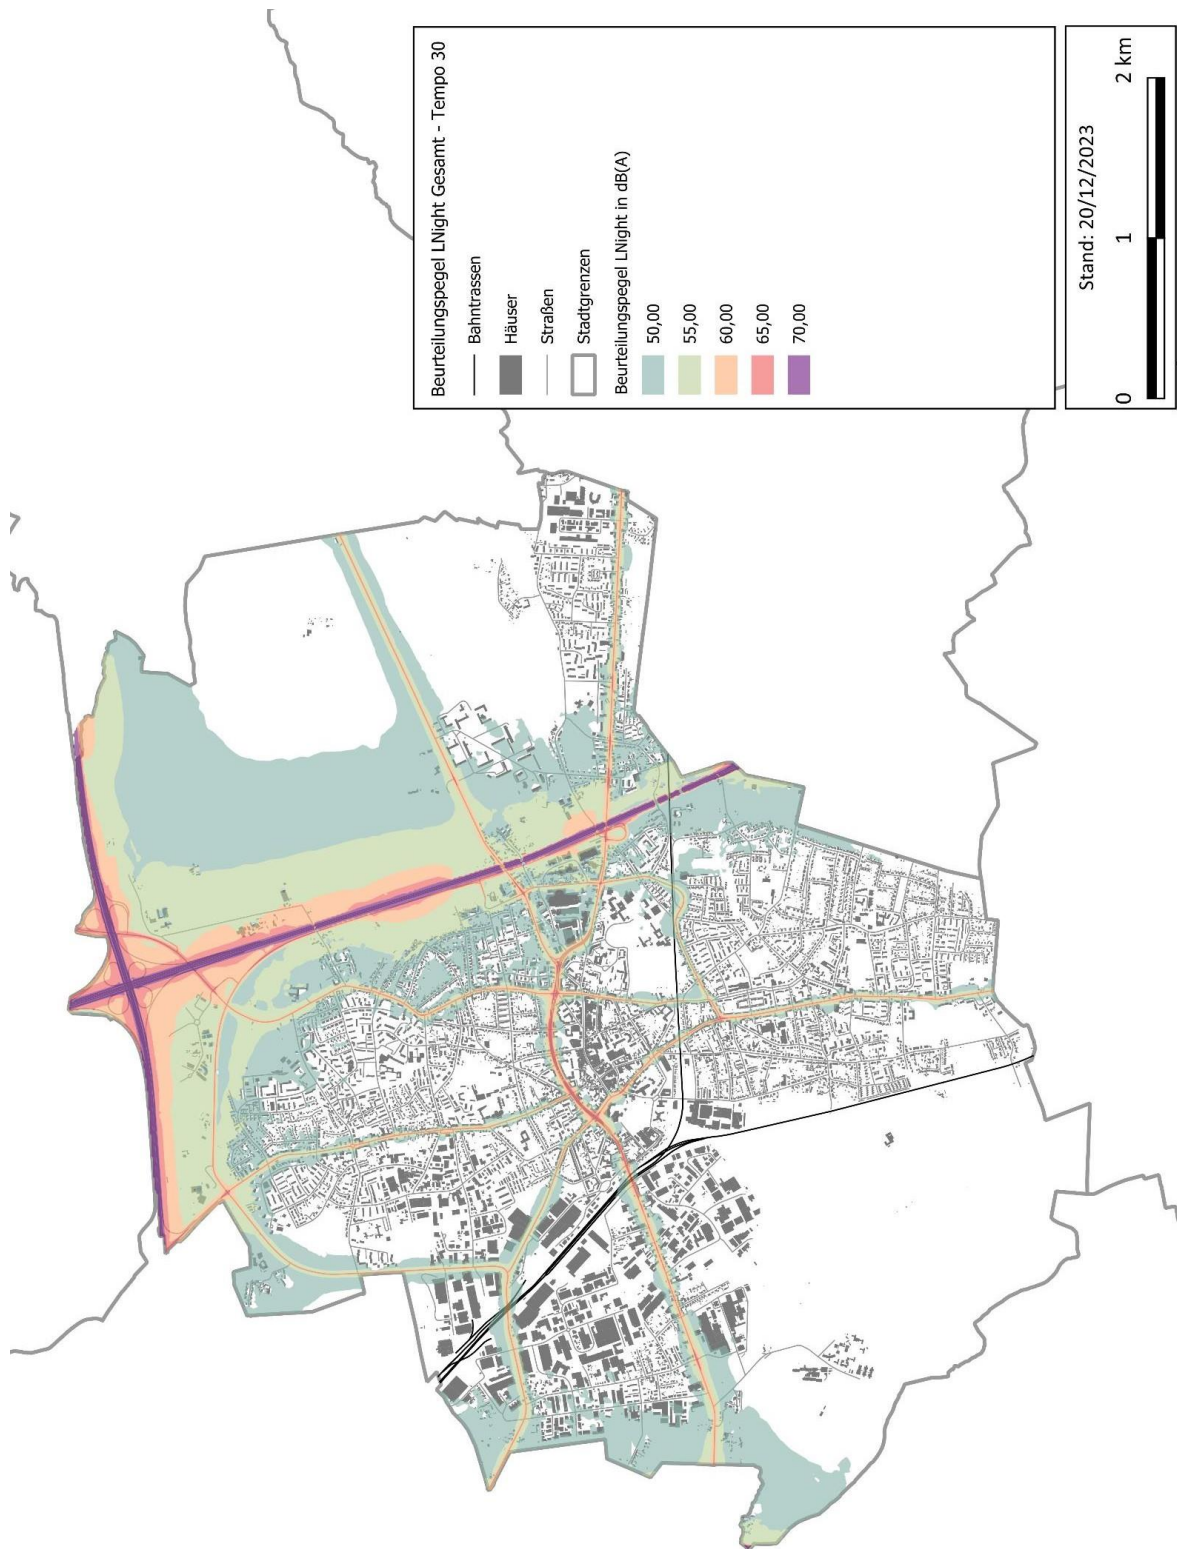 Beurteilungspegel LNight Gesamt - Tempo 30
Bahntrassen
Häuser
Straßen
Stadtgrenzen
Beurteilungspegel LNight in dB(A)
50,00
55,00
60,00
65,00
70,00
Stand: 20/12/2023
0 1 2 km